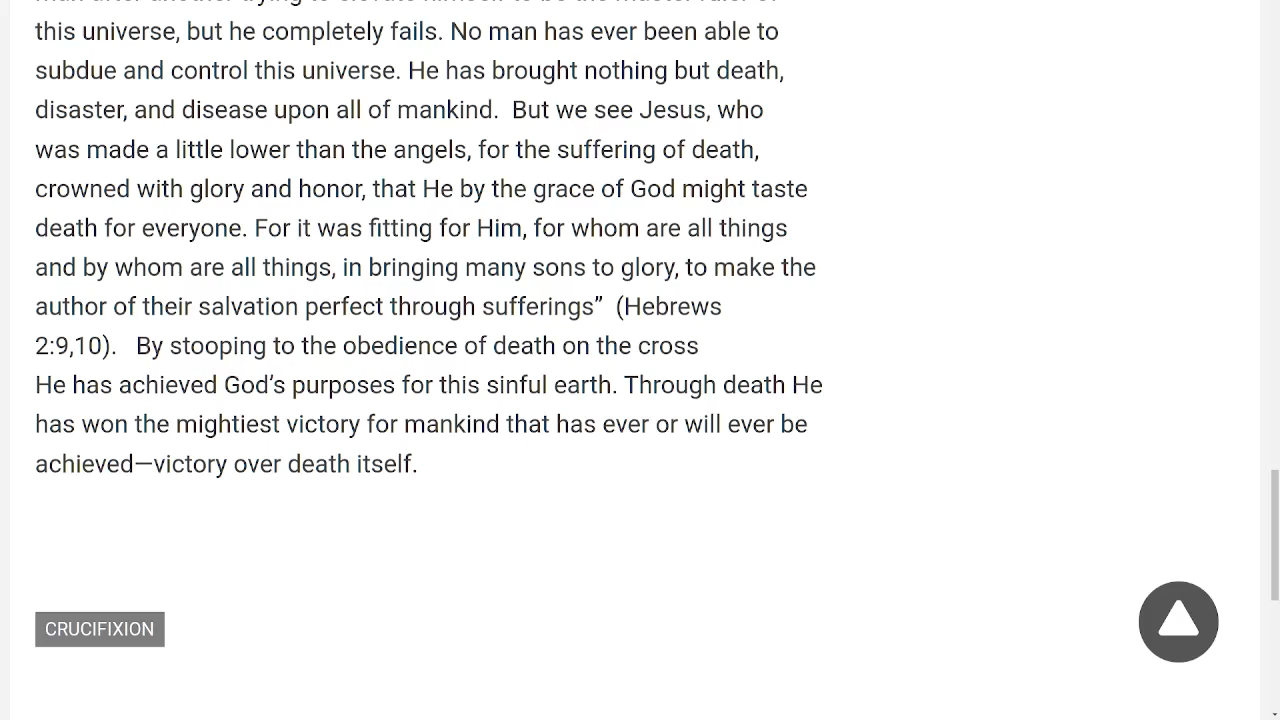 this universe, but he completely fails. No man has ever been able to
subdue and control this universe. He has brought nothing but death,
disaster, and disease upon all of mankind.  But we see Jesus, who
was made a little lower than the angels, for the suffering of death,
crowned with glory and honor, that He by the grace of God might taste
death for everyone. For it was fitting for Him, for whom are all things
and by whom are all things, in bringing many sons to glory, to make the
author of their salvation perfect through sufferings”  (Hebrews
2:9,10).   By stooping to the obedience of death on the cross
He has achieved God’s purposes for this sinful earth. Through death He
has won the mightiest victory for mankind that has ever or will ever be
achieved—victory over death itself.
CRUCIFIXION